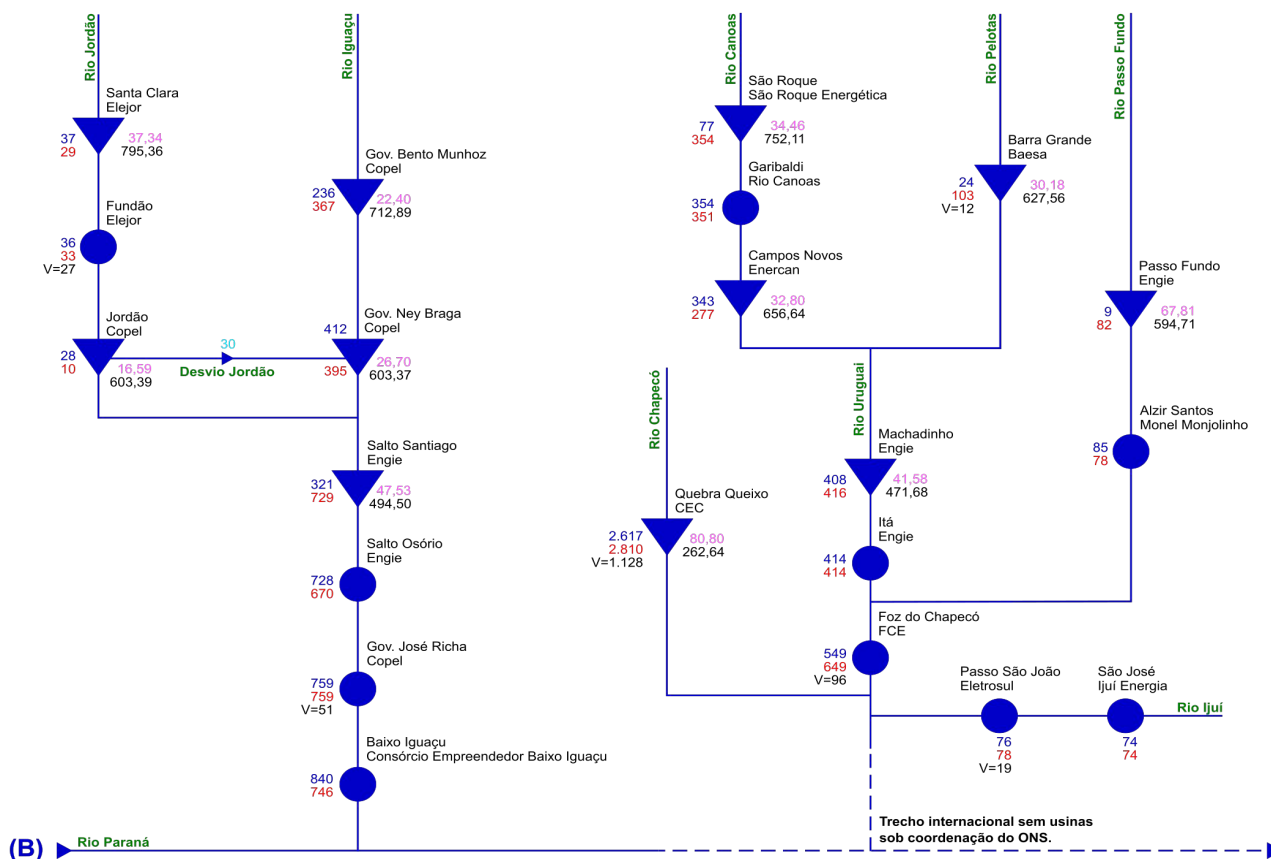 Rio Jordão
Santa Clara
Elejor
37
29
37,34
795,36
Fundão
Elejor
36
33
V=27
Jordão
Copel
28
10
16,59
603,39
30
Desvio Jordão
Rio Iguaçu
Gov. Bento Munhoz
Copel
236
367
22,40
712,89
Gov. Ney Braga
Copel
412
395
26,70
603,37
Salto Santiago
Engie
321
729
47,53
494,50
Salto Osório
Engie
728
670
Gov. José Richa
Copel
759
759
V=51
Baixo Iguaçu
Consórcio Empreendedor Baixo Iguaçu
840
746
(B)
Rio Paraná
Rio Canoas
São Roque
São Roque Energética
77
354
34,46
752,11
Garibaldi
Rio Canoas
354
351
Campos Novos
Enercan
343
277
32,80
656,64
Rio Pelotas
Barra Grande
Baesa
24
103
V=12
30,18
627,56
Rio Passo Fundo
Passo Fundo
Engie
9
82
67,81
594,71
Alzir Santos
Monel Monjolinho
85
78
Rio Chapecó
Quebra Queixo
CEC
2.617
2.810
V=1.128
80,80
262,64
Rio Uruguai
Machadinho
Engie
408
416
41,58
471,68
Itá
Engie
414
414
Foz do Chapecó
FCE
549
649
V=96
Passo São João
Eletrosul
76
78
V=19
São José
Ijuí Energia
74
74
Rio Ijuí
Trecho internacional sem usinas
sob coordenação do ONS.